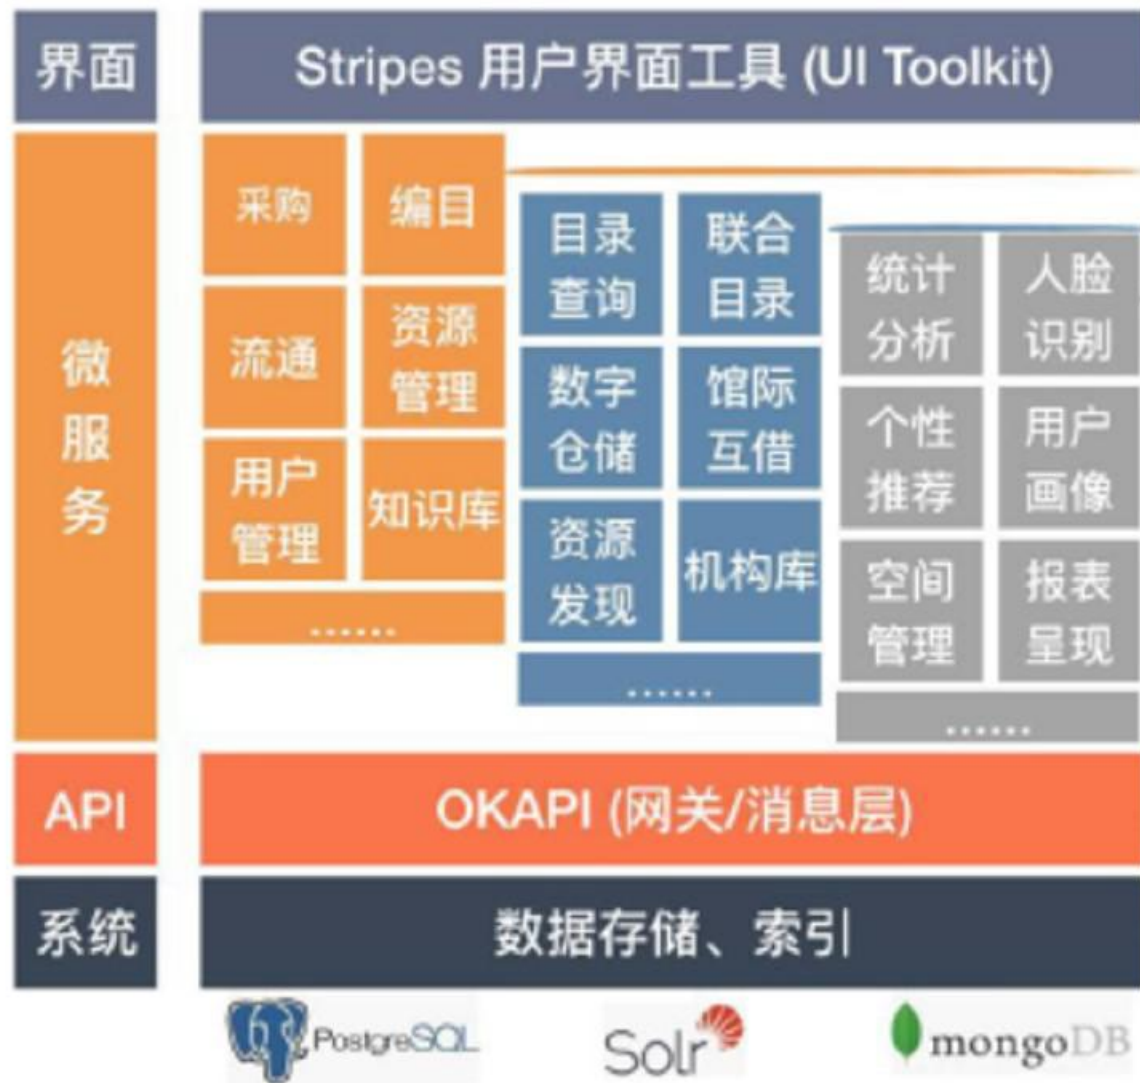 界面
Stripes 用户界面工具 (UI Toolkit)
微
服
务
采购
编目
流通
资源
管理
用户
管理
知识库
......
目录
查询
联合
目录
数字
仓储
馆际
互借
资源
发现
机构库
......
统计
分析
人脸
识别
个性
推荐
用户
画像
空间
管理
报表
呈现
......
API
OKAPI (网关/消息层)
系统
数据存储、索引
PostgreSQL
Solr
mongoDB